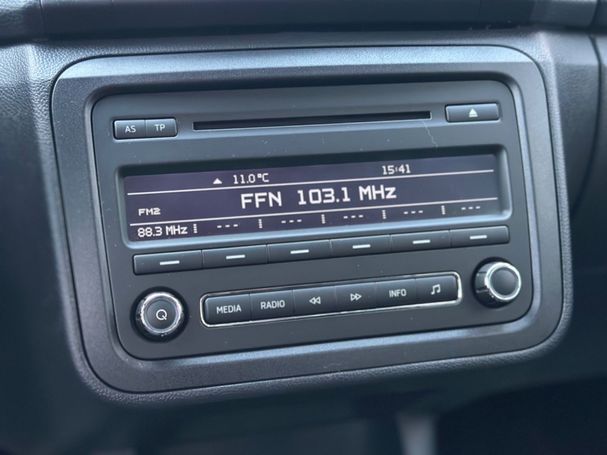 AS TP
11.0°C 15:41
FFN 103.1 MHz
FM2
88.3 MHz --- --- --- --- ---
MEDIA RADIO INFO